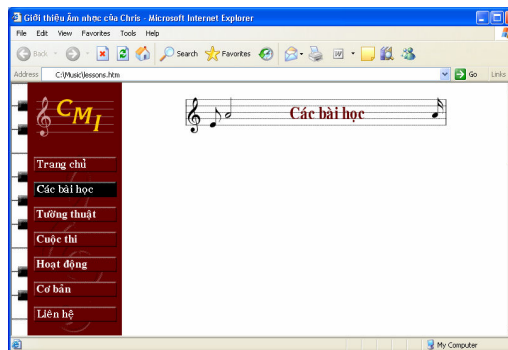 Giới thiệu Âm nhạc của Chris - Microsoft Internet Explorer
File Edit View Favorites Tools Help
Back Search Favorites
Address C:\Music\lessons.htm Go Links
CMI
Các bài học
Trang chủ
Các bài học
Tường thuật
Cuộc thi
Hoạt động
Cơ bản
Liên hệ
My Computer